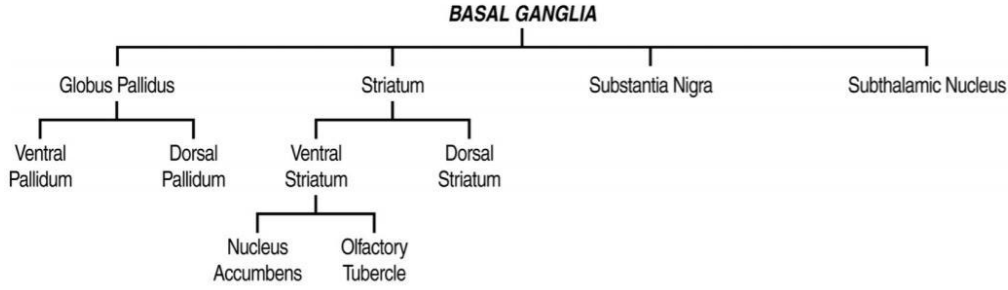 BASAL GANGLIA
Globus Pallidus
Striatum
Substantia Nigra
Subthalamic Nucleus
Ventral
Pallidum
Dorsal
Pallidum
Ventral
Striatum
Dorsal
Striatum
Nucleus
Accumbens
Olfactory
Tubercle